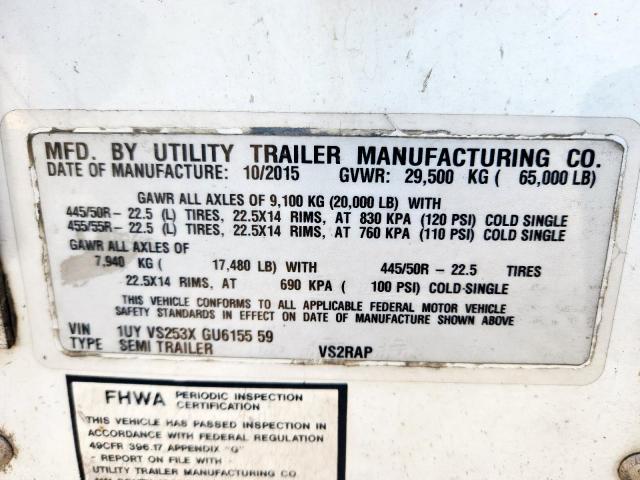 MFD. BY UTILITY TRAILER MANUFACTURING CO.
DATE OF MANUFACTURE: 10/2015 GVWR: 29,500 KG ( 65,000 LB)
GAWR ALL AXLES OF 9,100 KG (20,000 LB) WITH
445/50R- 22.5 (L) TIRES, 22.5X14 RIMS, AT 830 KPA (120 PSI) COLD SINGLE
455/55R- 22.5 (L) TIRES, 22.5X14 RIMS, AT 760 KPA (110 PSI) COLD SINGLE
GAWR ALL AXLES OF
7,940 KG ( 17,480 LB) WITH 445/50R - 22.5 TIRES
22.5X14 RIMS, AT 690 KPA ( 100 PSI) COLD-SINGLE
THIS VEHICLE CONFORMS TO ALL APPLICABLE FEDERAL MOTOR VEHICLE
SAFETY STANDARDS IN EFFECT ON DATE OF MANUFACTURE SHOWN ABOVE
VIN 1UY VS253X GU6155 59
TYPE SEMI TRAILER VS2RAP
FHWA PERIODIC INSPECTION
CERTIFICATION
THIS VEHICLE HAS PASSED INSPECTION IN
ACCORDANCE WITH FEDERAL REGULATION
49CFR 396.17 APPENDIX "G"
- REPORT ON FILE WITH -
UTILITY TRAILER MANUFACTURING CO.